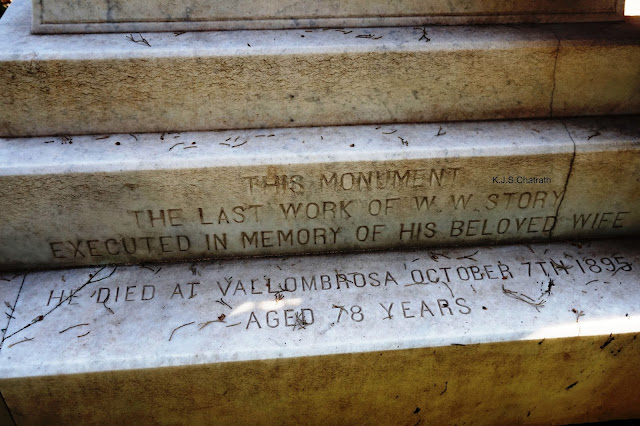 K.J.S.Chatrath
THIS MONUMENT
THE LAST WORK OF W. W. STORY
EXECUTED IN MEMORY OF HIS BELOVED WIFE
HE DIED AT VALLOMBROSA OCTOBER 7TH 1895
AGED 78 YEARS